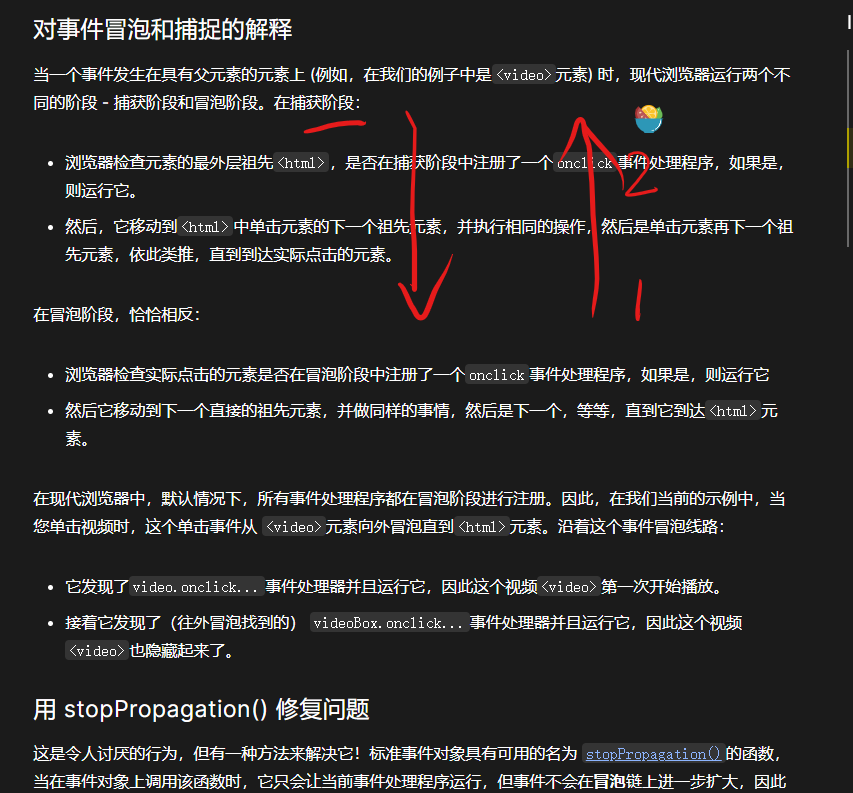 对事件冒泡和捕捉的解释
当一个事件发生在具有父元素的元素上 (例如，在我们的例子中是<video>元素) 时，现代浏览器运行两个不
同的阶段 - 捕获阶段和冒泡阶段。在捕获阶段：
浏览器检查元素的最外层祖先<html>，是否在捕获阶段中注册了一个onclick事件处理程序，如果是，
则运行它。
2
然后，它移动到<html>中单击元素的下一个祖先元素，并执行相同的操作，然后是单击元素再下一个祖
先元素，依此类推，直到到达实际点击的元素。
1
在冒泡阶段，恰恰相反：
浏览器检查实际点击的元素是否在冒泡阶段中注册了一个onclick事件处理程序，如果是，则运行它
然后它移动到下一个直接的祖先元素，并做同样的事情，然后是下一个，等等，直到它到达<html>元
素。
在现代浏览器中，默认情况下，所有事件处理程序都在冒泡阶段进行注册。因此，在我们当前的示例中，当
您单击视频时，这个单击事件从 <video>元素向外冒泡直到<html>元素。沿着这个事件冒泡线路：
它发现了video.onclick...事件处理器并且运行它，因此这个视频<video>第一次开始播放。
接着它发现了（往外冒泡找到的） videoBox.onclick...事件处理器并且运行它，因此这个视频
<video>也隐藏起来了。
用 stopPropagation() 修复问题
这是令人讨厌的行为，但有一种方法来解决它！标准事件对象具有可用的名为 stopPropagation()的函数，
当在事件对象上调用该函数时，它只会让当前事件处理程序运行，但事件不会在冒泡链上进一步扩大，因此